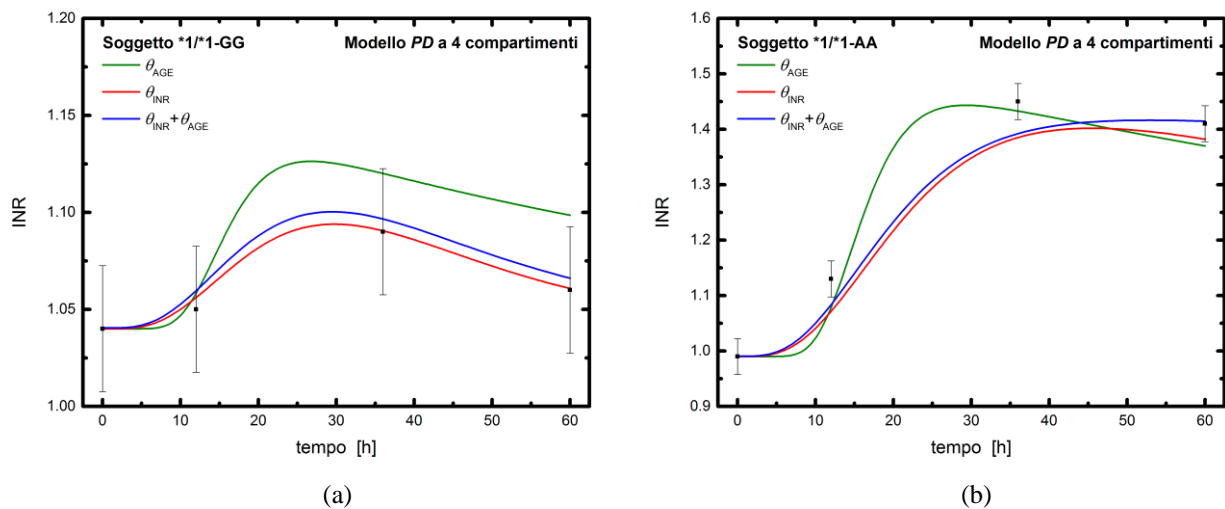 Soggetto *1/*1-GG Modello PD a 4 compartimenti
θAGE
θINR
θINR+θAGE
INR
1.20
1.15
1.10
1.05
1.00
0 10 20 30 40 50 60
tempo [h]
(a)
Soggetto *1/*1-AA Modello PD a 4 compartimenti
θAGE
θINR
θINR+θAGE
INR
1.6
1.5
1.4
1.3
1.2
1.1
1.0
0.9
0 10 20 30 40 50 60
tempo [h]
(b)